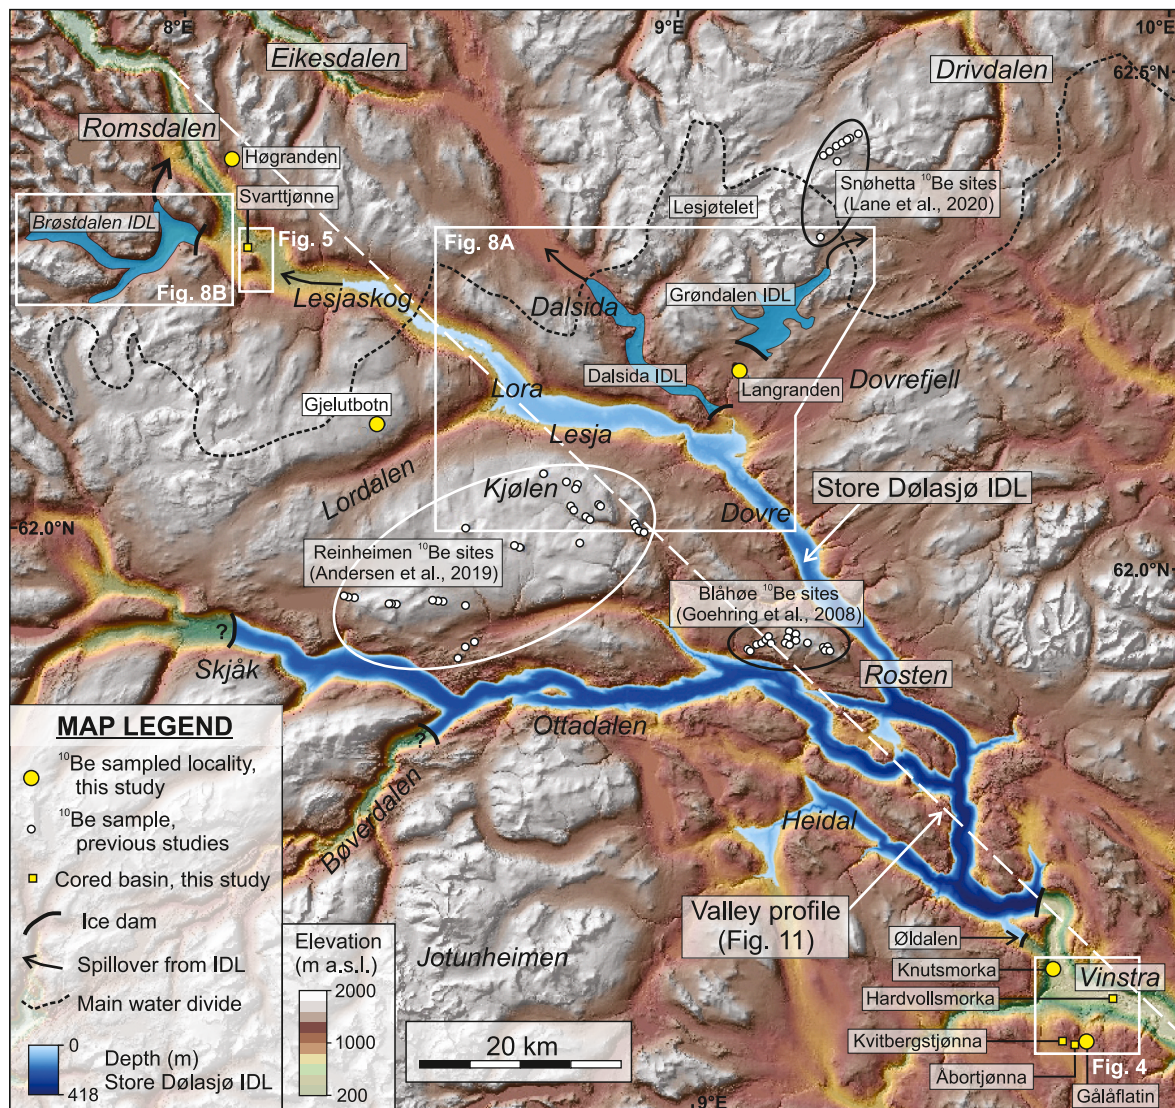 8°E
9°E
10°E
Eikesdalen
Drivdalen
62.5°N
Romsdalen
Høgranden
Svarttjønne
Snøhetta ¹⁰Be sites
(Lane et al., 2020)
Lesjøtelet
Brøstdalen IDL
Fig. 5
Fig. 8A
Fig. 8B
Lesjaskog
Dalsida
Grøndalen IDL
Dalsida IDL
Langranden
Dovrefjell
Gjelutbotn
Lora
Lesja
Lordalen
Kjølen
Store Dølasjø IDL
Dovre
62.0°N
62.0°N
Reinheimen ¹⁰Be sites
(Andersen et al., 2019)
Blåhøe ¹⁰Be sites
(Goehring et al., 2008)
?
Skjåk
Rosten
Ottadalen
?
Bøverdalen
Heidal
Valley profile
(Fig. 11)
Jotunheimen
Øldalen
Knutsmorka
Vinstra
Hardvollsmorka
Kvitbergstjønna
Åbortjønna
Fig. 4
Gålåflatin
9°E
MAP LEGEND
¹⁰Be sampled locality,
this study
¹⁰Be sample,
previous studies
Cored basin, this study
Ice dam
Spillover from IDL
Main water divide
0
418
Depth (m)
Store Dølasjø IDL
Elevation
(m a.s.l.)
2000
1000
200
20 km